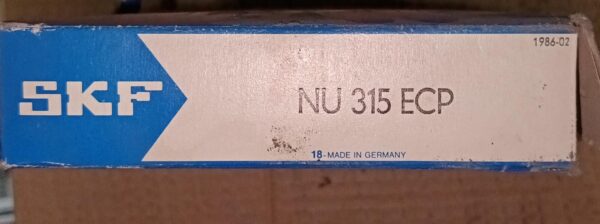 1986-02
SKF
NU 315 ECP
18-MADE IN GERMANY